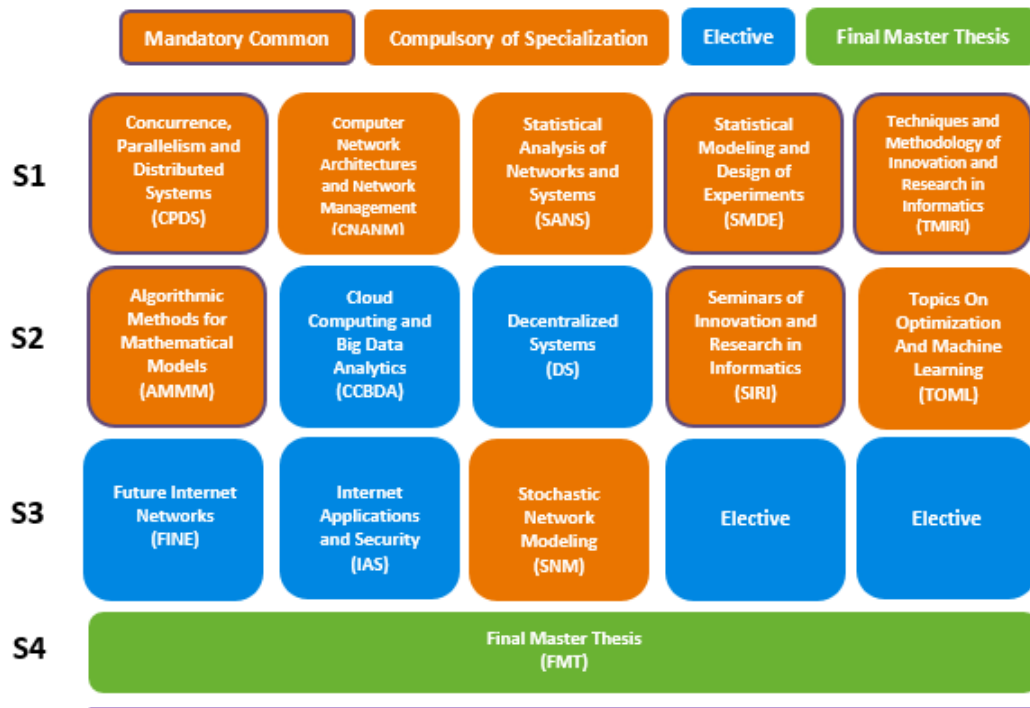 Mandatory Common
Compulsory of Specialization
Elective
Final Master Thesis
S1
Concurrence,
Parallelism and
Distributed
Systems
(CPDS)
Computer
Network
Architectures
and Network
Management
(CNANM)
Statistical
Analysis of
Networks and
Systems
(SANS)
Statistical
Modeling and
Design of
Experiments
(SMDE)
Techniques and
Methodology of
Innovation and
Research in
Informatics
(TMIRI)
S2
Algorithmic
Methods for
Mathematical
Models
(AMMM)
Cloud
Computing and
Big Data
Analytics
(CCBDA)
Decentralized
Systems
(DS)
Seminars of
Innovation and
Research in
Informatics
(SIRI)
Topics On
Optimization
And Machine
Learning
(TOML)
S3
Future Internet
Networks
(FINE)
Internet
Applications
and Security
(IAS)
Stochastic
Network
Modeling
(SNM)
Elective
Elective
S4
Final Master Thesis
(FMT)